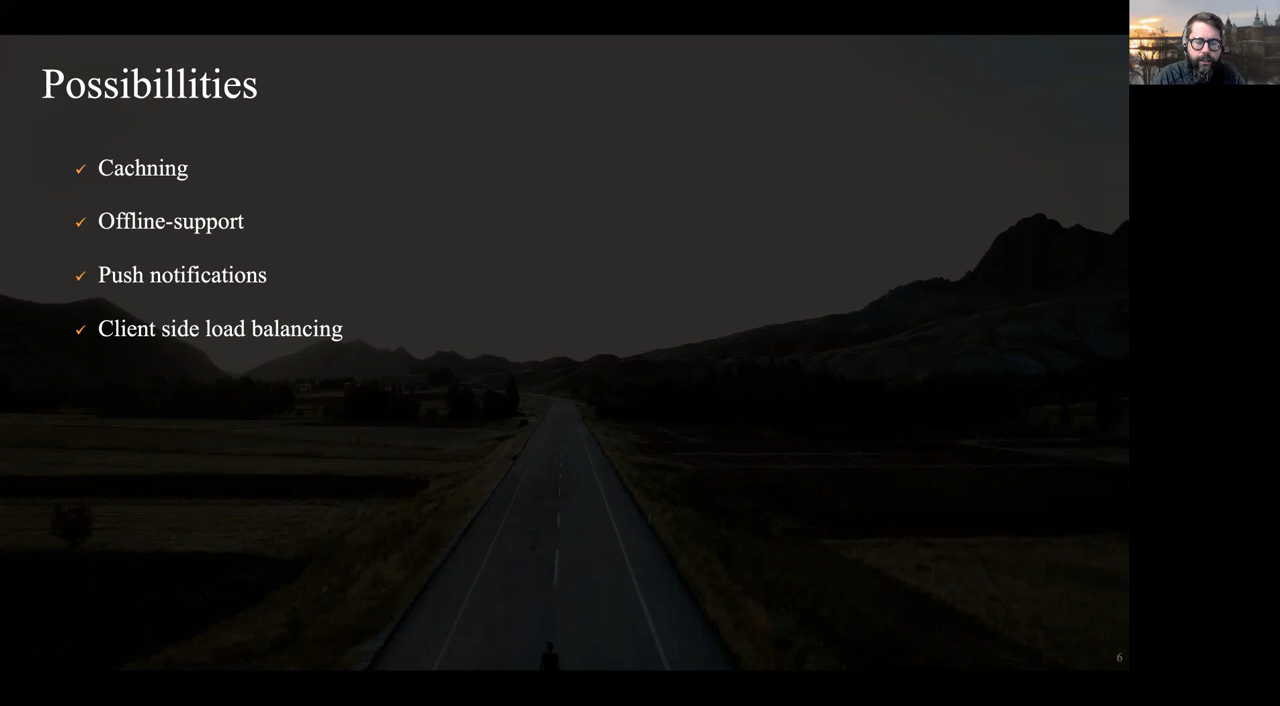 Possibillities
✓ Cachning
✓ Offline-support
✓ Push notifications
✓ Client side load balancing
6